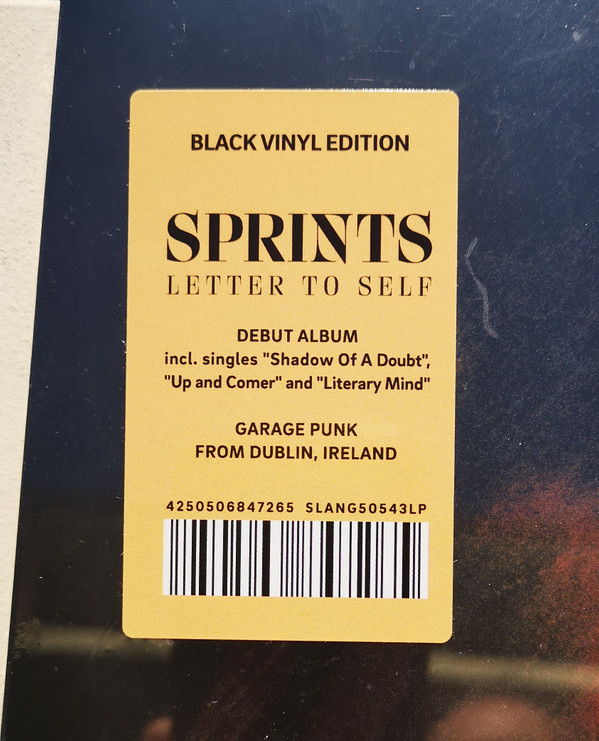 BLACK VINYL EDITION
SPRINTS
LETTER TO SELF
DEBUT ALBUM
incl. singles "Shadow Of A Doubt",
"Up and Comer" and "Literary Mind"
GARAGE PUNK
FROM DUBLIN, IRELAND
4250506847265 SLANG50543LP